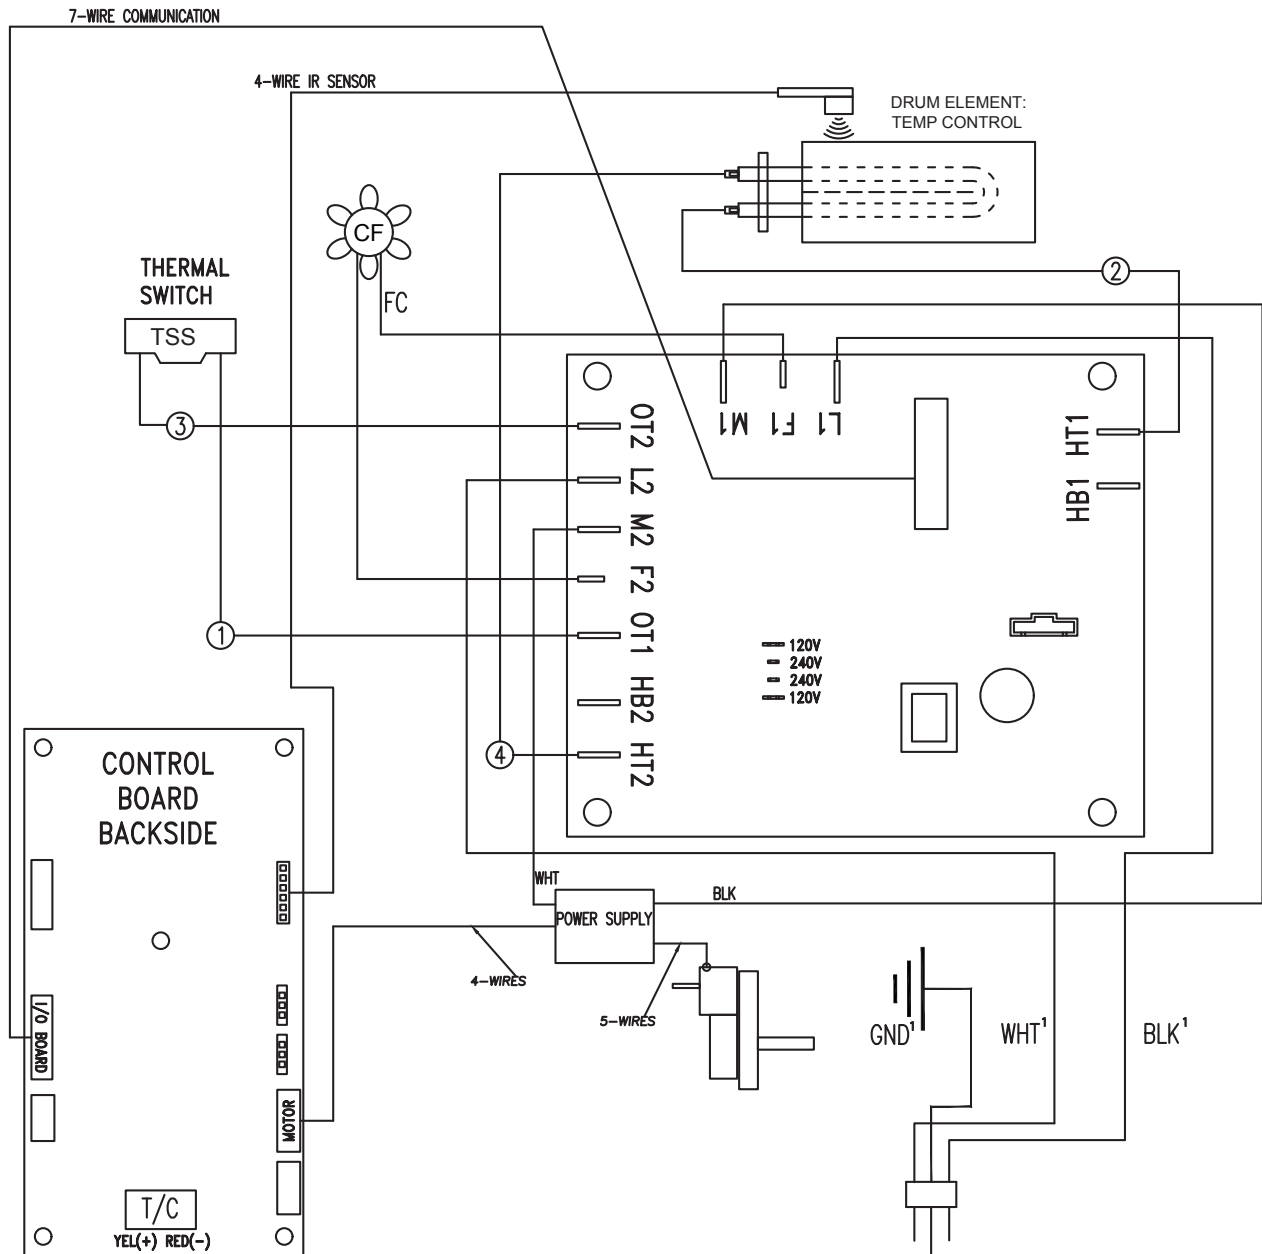 7-WIRE COMMUNICATION
4-WIRE IR SENSOR
DRUM ELEMENT:
TEMP CONTROL
CF
FC
THERMAL
SWITCH
TSS
2
3
1
4
M1
F1
L1
OT2
L2
M2
F2
OT1
HB2
HT2
HT1
HB1
120V
240V
240V
120V
CONTROL
BOARD
BACKSIDE
WHT
BLK
POWER SUPPLY
4-WIRES
5-WIRES
I/O BOARD
MOTOR
T/C
YEL(+) RED(-)
GND¹
WHT¹
BLK¹